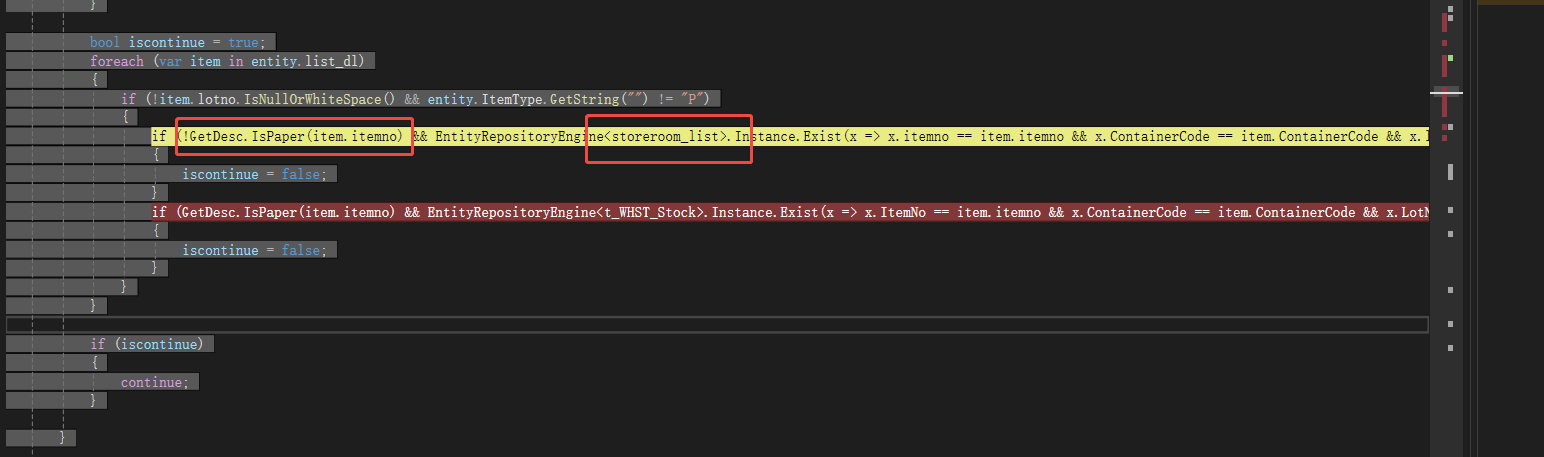 }
bool iscontinue = true;
foreach (var item in entity.list_dl)
{
if (!item.lotno.IsNullOrWhiteSpace() && entity.ItemType.GetString("") != "P")
{
if (!GetDesc.IsPaper(item.itemno) && EntityRepositoryEngine<storeroom_list>.Instance.Exist(x => x.itemno == item.itemno && x.ContainerCode == item.ContainerCode && x.
{
iscontinue = false;
}
if (GetDesc.IsPaper(item.itemno) && EntityRepositoryEngine<t_WHST_Stock>.Instance.Exist(x => x.ItemNo == item.itemno && x.ContainerCode == item.ContainerCode && x.Lot
{
iscontinue = false;
}
}
}
if (iscontinue)
{
continue;
}
}